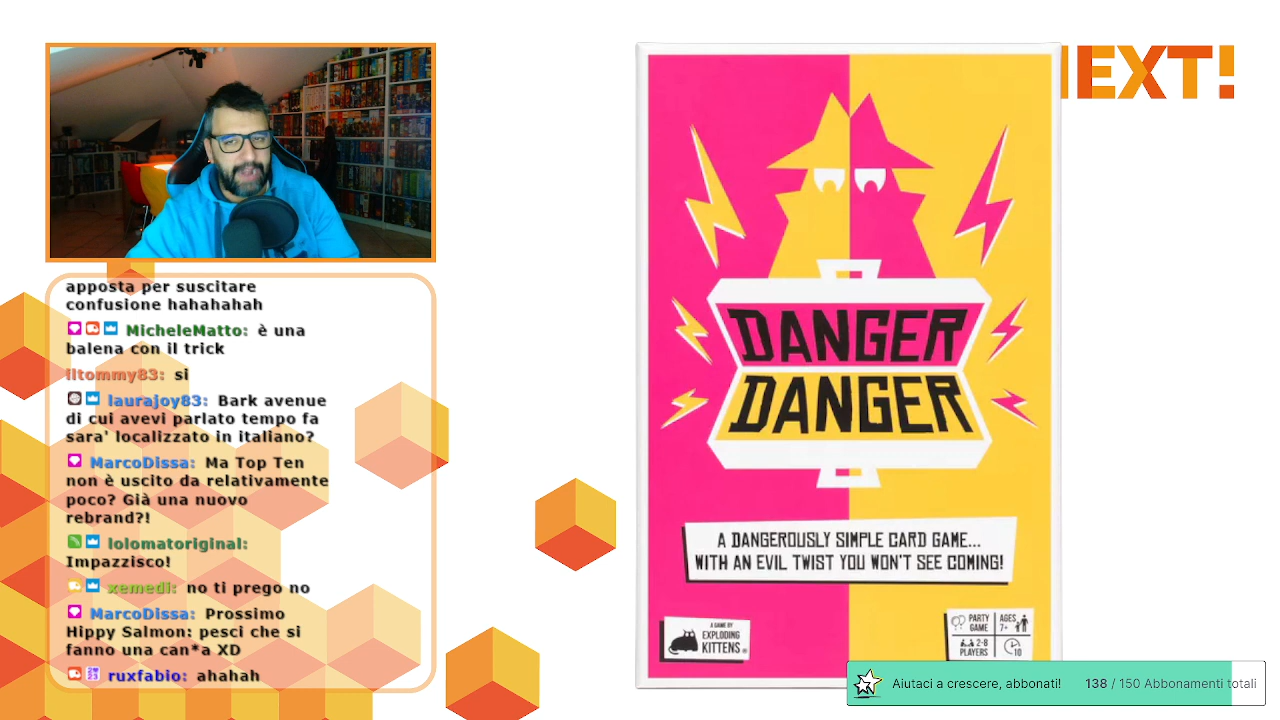 apposta per suscitare
confusione hahahahah
MicheleMatto: è una
balena con il trick
iltommy83: si
laurajoy83: Bark avenue
di cui avevi parlato tempo fa
sara' localizzato in italiano?
MarcoDissa: Ma Top Ten
non è uscito da relativamente
poco? Già una nuovo
rebrand?!
lolomatoriginal:
Impazzisco!
xemedi: no ti prego no
MarcoDissa: Prossimo
Hippy Salmon: pesci che si
fanno una can*a XD
ruxfabio: ahahah
EXT!
DANGER
DANGER
A DANGEROUSLY SIMPLE CARD GAME...
WITH AN EVIL TWIST YOU WON'T SEE COMING!
A GAME BY
EXPLODING
KITTENS®
PARTY
GAME
AGES
7+
2-8
PLAYERS
10
Aiutaci a crescere, abbonati! 138 / 150 Abbonamenti totali